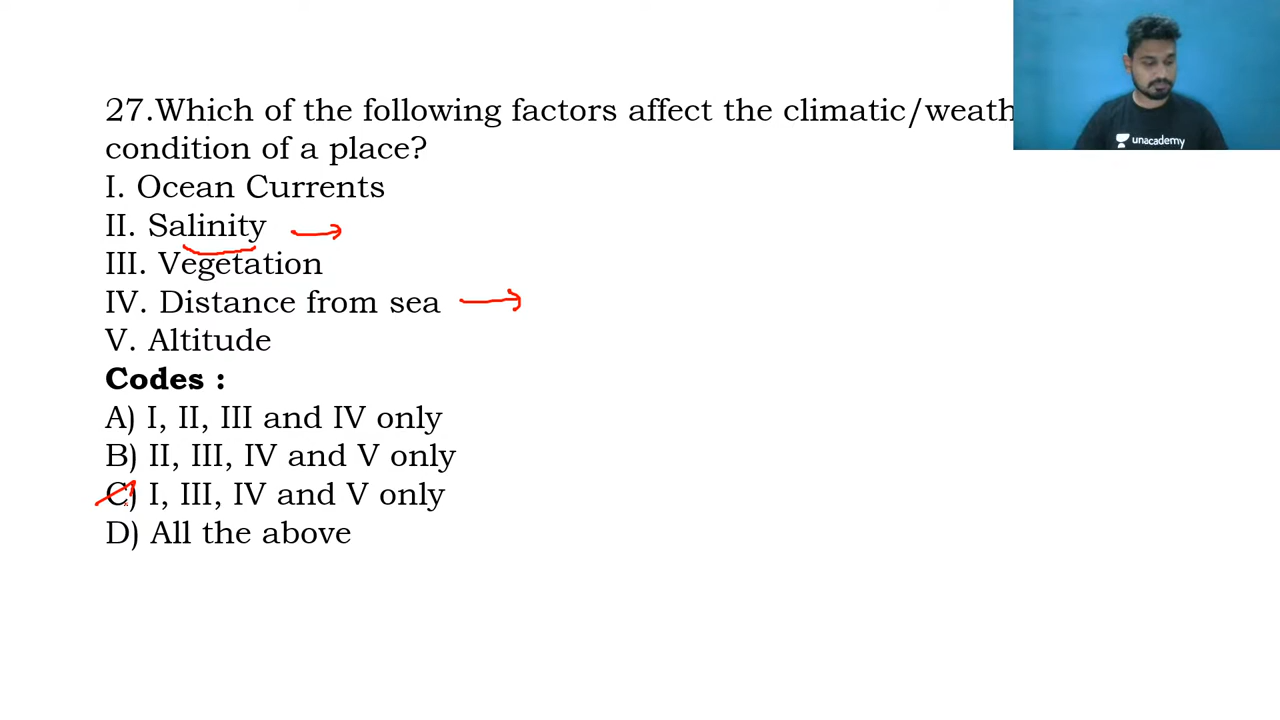 27.Which of the following factors affect the climatic/weath
condition of a place?
I. Ocean Currents
II. Salinity
III. Vegetation
IV. Distance from sea
V. Altitude
Codes :
A) I, II, III and IV only
B) II, III, IV and V only
C) I, III, IV and V only
D) All the above
unacademy